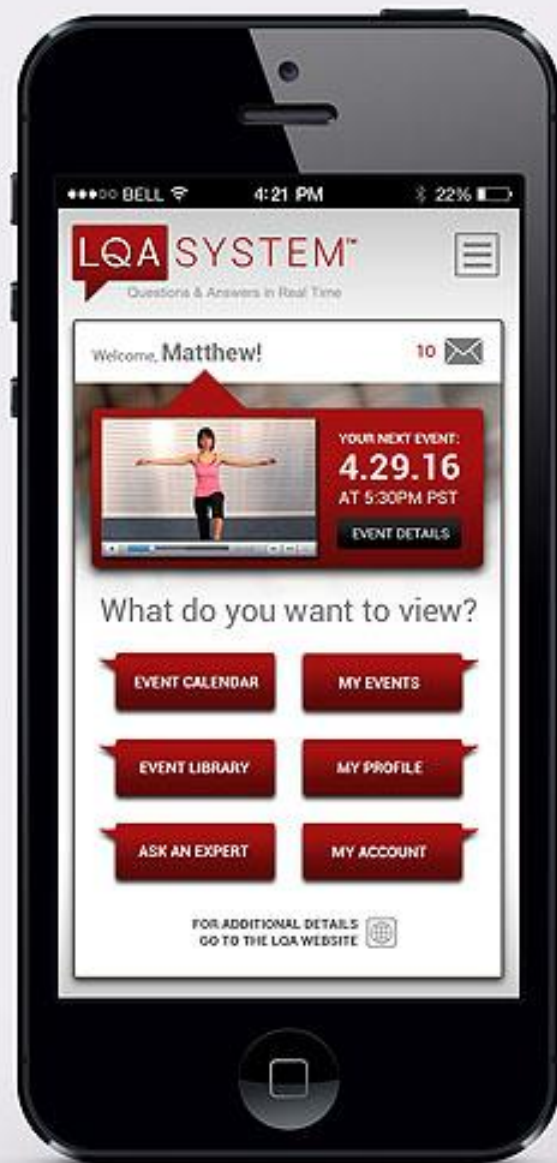 BELL 4:21 PM 22%
LQA SYSTEM™
Questions & Answers in Real Time
Welcome, Matthew! 10
YOUR NEXT EVENT:
4.29.16
AT 5:30PM PST
EVENT DETAILS
What do you want to view?
EVENT CALENDAR MY EVENTS
EVENT LIBRARY MY PROFILE
ASK AN EXPERT MY ACCOUNT
FOR ADDITIONAL DETAILS
GO TO THE LQA WEBSITE